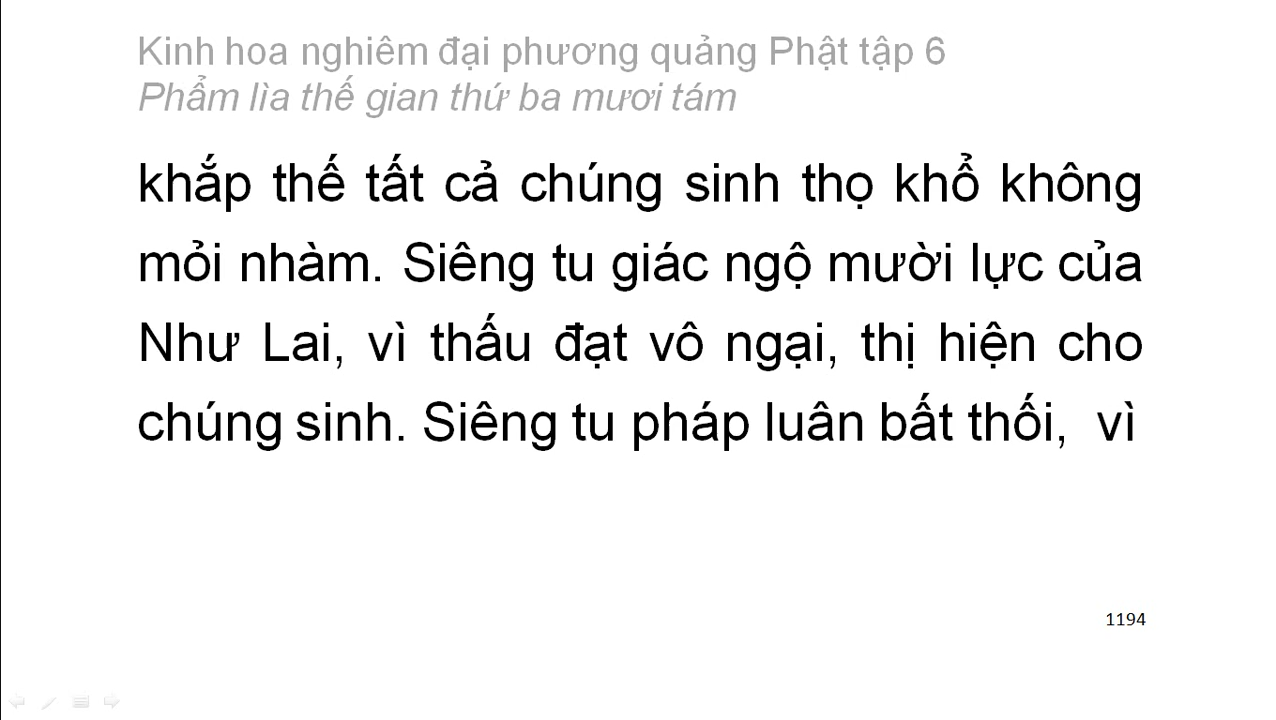 Kinh hoa nghiêm đại phương quảng Phật tập 6
Phẩm lìa thế gian thứ ba mươi tám
khắp thế tất cả chúng sinh thọ khổ không
mỏi nhàm. Siêng tu giác ngộ mười lực của
Như Lai, vì thấu đạt vô ngại, thị hiện cho
chúng sinh. Siêng tu pháp luân bất thối,  vì
1194